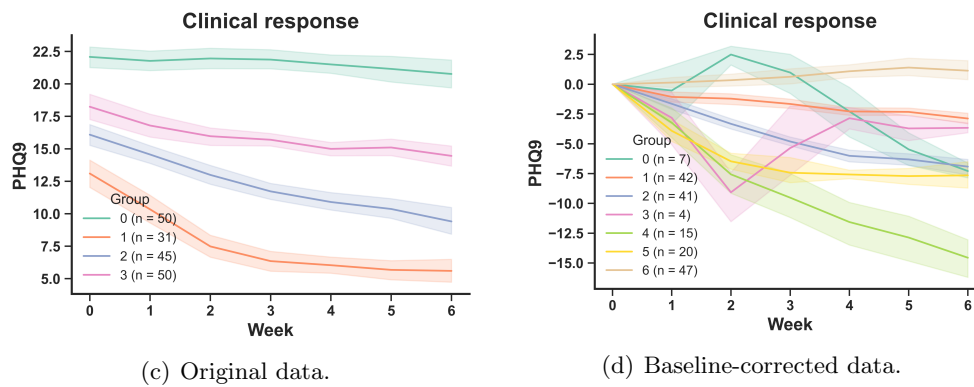 Clinical response
22.5
20.0
17.5
15.0
12.5
10.0
7.5
5.0
PHQ9
Group
0 (n = 50)
1 (n = 31)
2 (n = 45)
3 (n = 50)
0 1 2 3 4 5 6
Week
(c) Original data.
Clinical response
2.5
0.0
−2.5
−5.0
−7.5
−10.0
−12.5
−15.0
PHQ9
Group
0 (n = 7)
1 (n = 42)
2 (n = 41)
3 (n = 4)
4 (n = 15)
5 (n = 20)
6 (n = 47)
0 1 2 3 4 5 6
Week
(d) Baseline-corrected data.